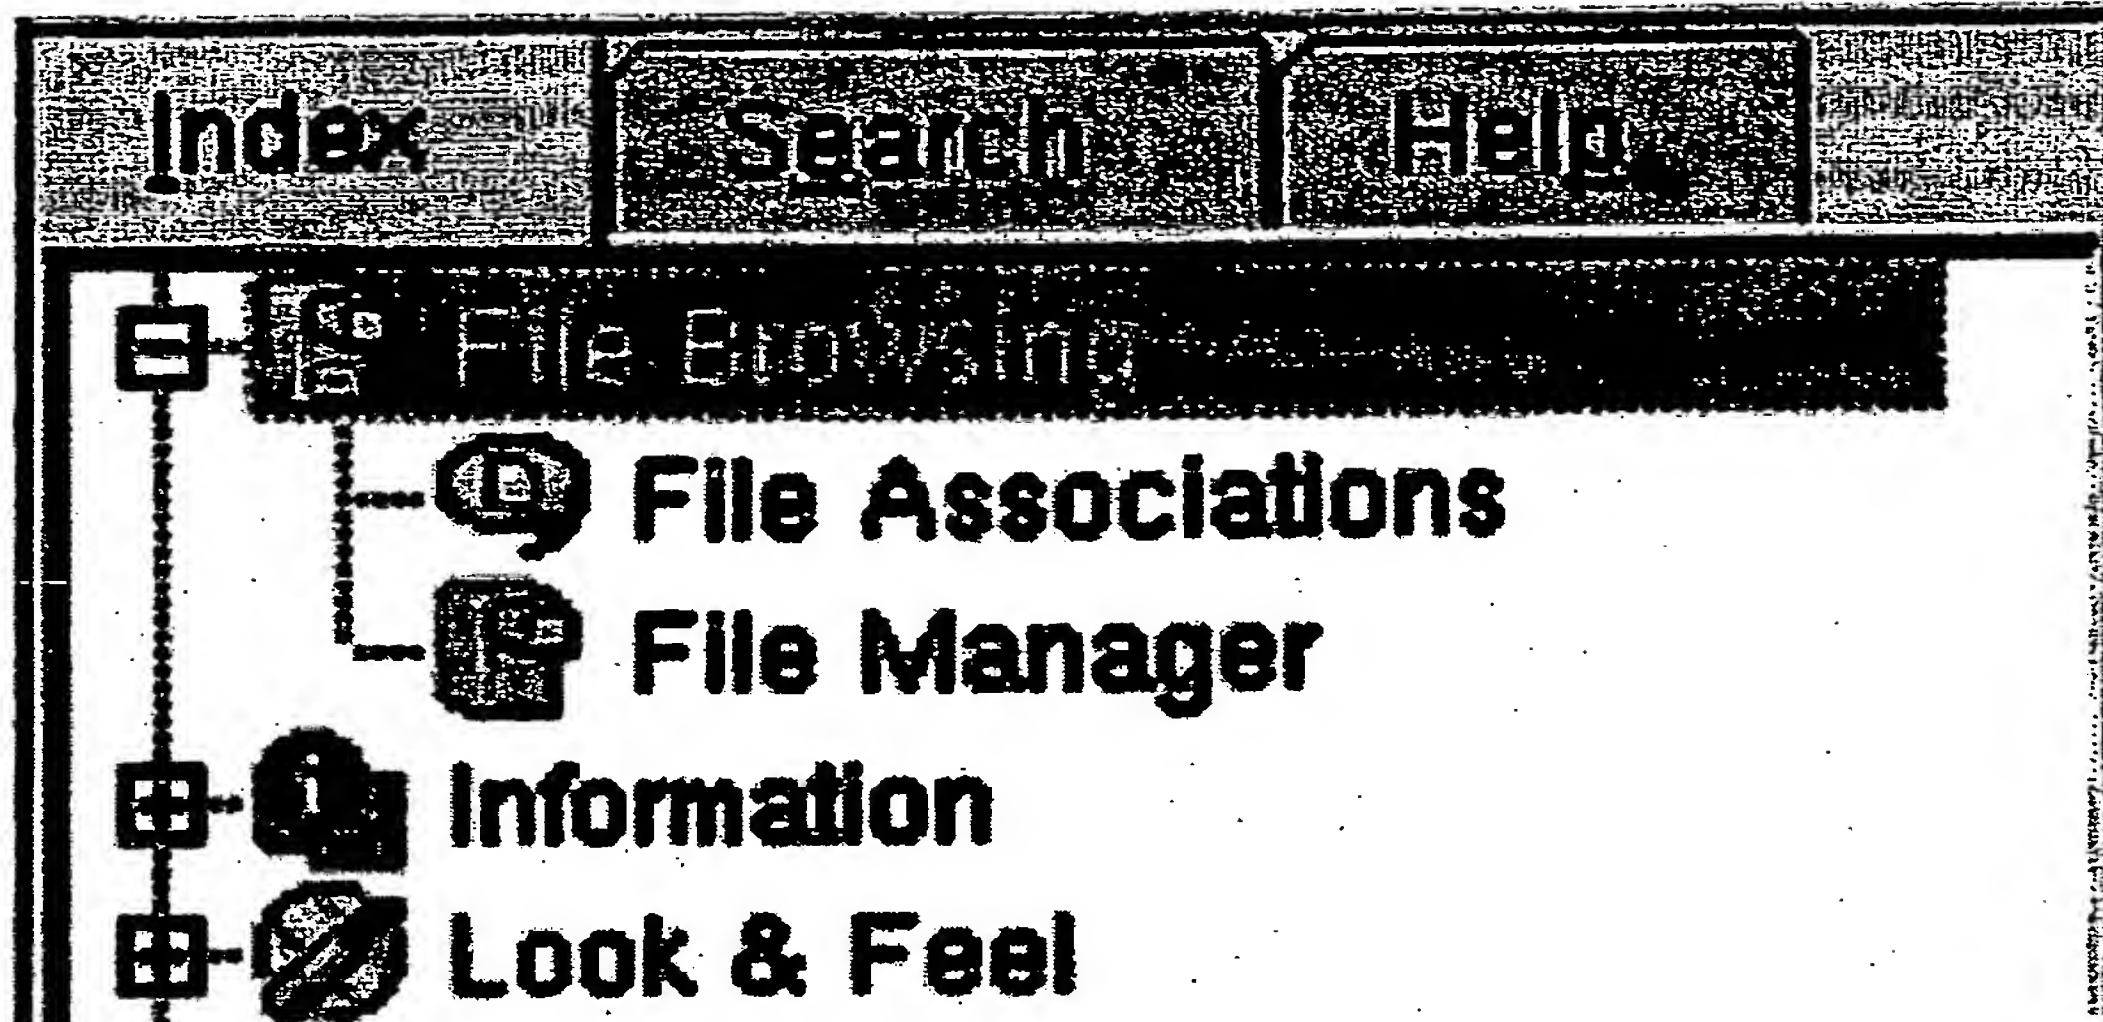 Index Search Help
File Browsing
File Associations
File Manager
Information
Look & Feel